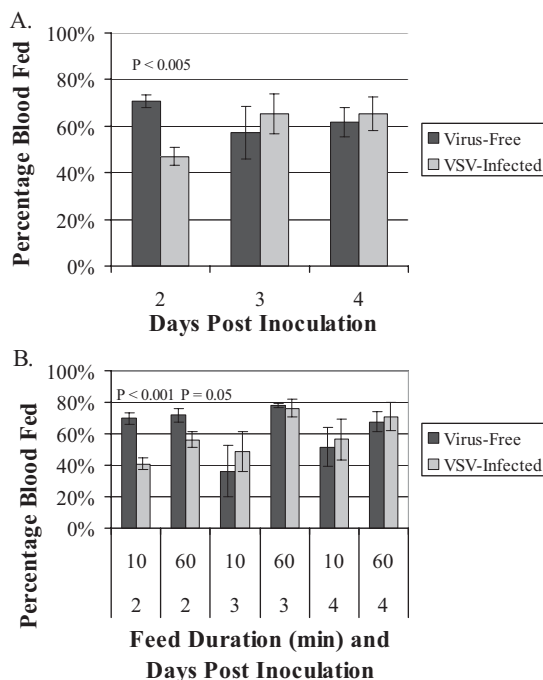 A.
Percentage Blood Fed
100%
80%
60%
40%
20%
0%
P < 0.005
2 3 4
Days Post Inoculation
Virus-Free
VSV-Infected
B.
Percentage Blood Fed
100%
80%
60%
40%
20%
0%
P < 0.001 P = 0.05
10 60 10 60 10 60
2 2 3 3 4 4
Feed Duration (min) and
Days Post Inoculation
Virus-Free
VSV-Infected